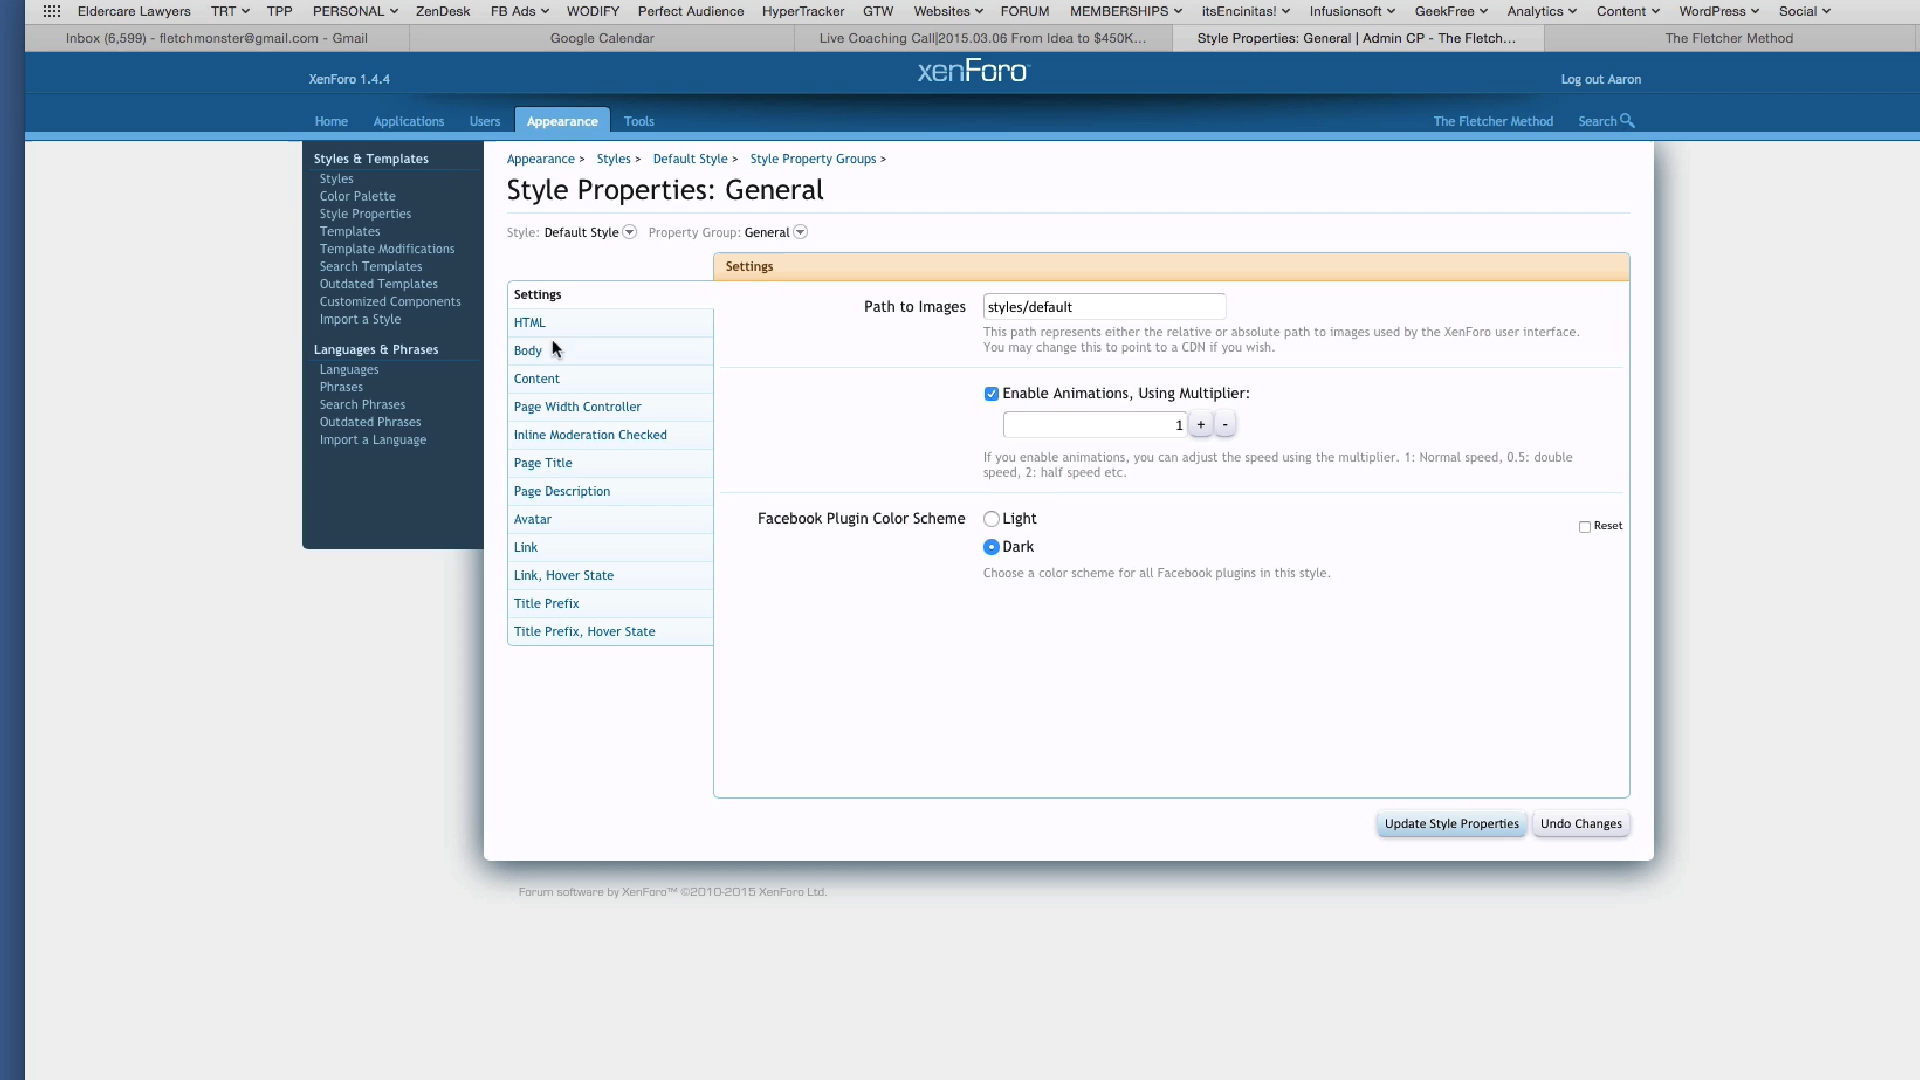 Eldercare Lawyers TRT TPP PERSONAL ZenDesk FB Ads WODIFY Perfect Audience HyperTracker GTW Websites FORUM MEMBERSHIPS itsEncinitas! Infusionsoft GeekFree Analytics Content WordPress Social
Inbox (6,599) - fletchmonster@gmail.com - Gmail Google Calendar Live Coaching Call|2015.03.06 From Idea to $450K... Style Properties: General | Admin CP - The Fletch... The Fletcher Method
XenForo 1.4.4 xenForo Log out Aaron
Home Applications Users Appearance Tools The Fletcher Method Search
Styles & Templates
Styles
Color Palette
Style Properties
Templates
Template Modifications
Search Templates
Outdated Templates
Customized Components
Import a Style
Languages & Phrases
Languages
Phrases
Search Phrases
Outdated Phrases
Import a Language
Appearance > Styles > Default Style > Style Property Groups >
Style Properties: General
Style: Default Style Property Group: General
Settings
HTML
Body
Content
Page Width Controller
Inline Moderation Checked
Page Title
Page Description
Avatar
Link
Link, Hover State
Title Prefix
Title Prefix, Hover State
Settings
Path to Images styles/default
This path represents either the relative or absolute path to images used by the XenForo user interface.
You may change this to point to a CDN if you wish.
Enable Animations, Using Multiplier:
1 + -
If you enable animations, you can adjust the speed using the multiplier. 1: Normal speed, 0.5: double
speed, 2: half speed etc.
Facebook Plugin Color Scheme Light
Reset
Dark
Choose a color scheme for all Facebook plugins in this style.
Update Style Properties Undo Changes
Forum software by XenForo™ ©2010-2015 XenForo Ltd.